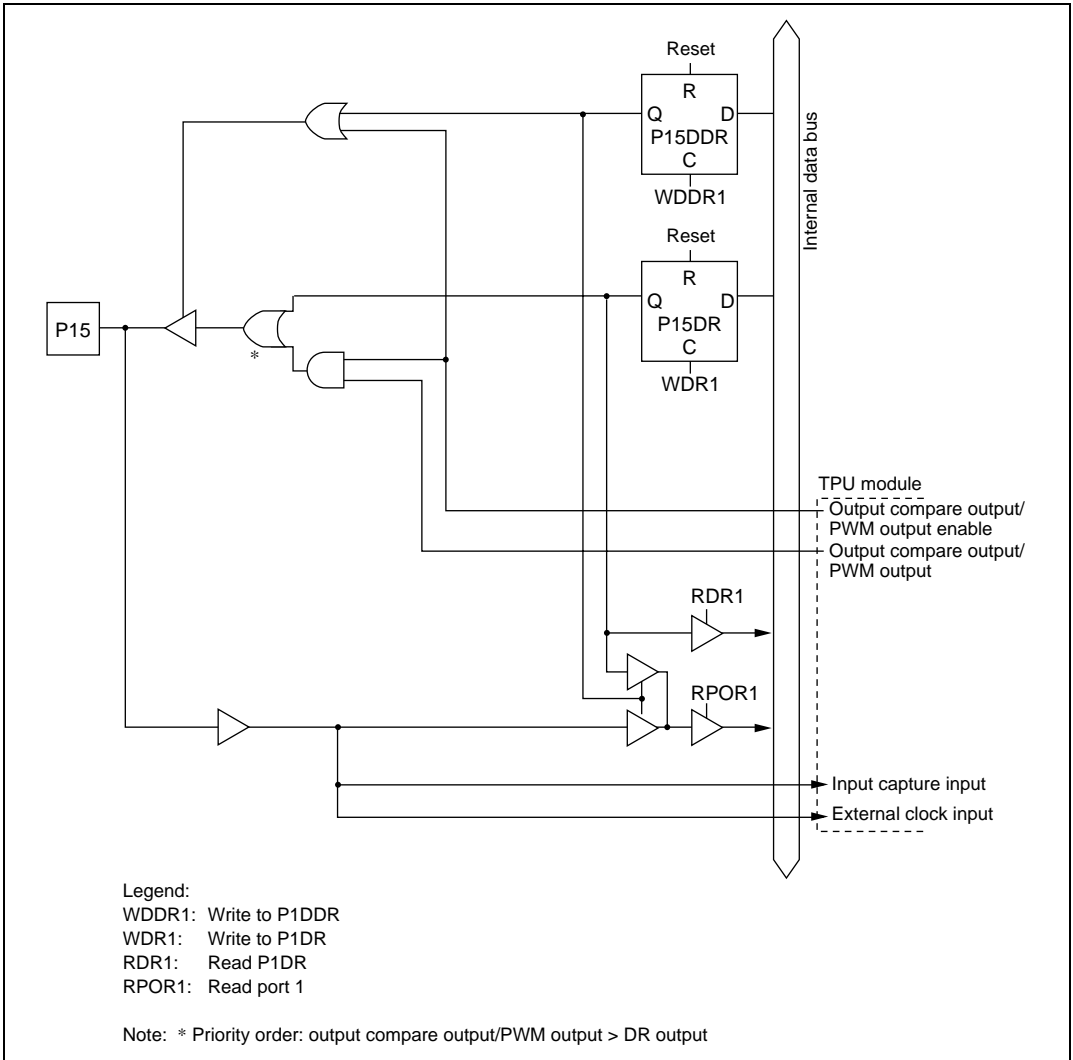 Reset
R
Q D
P15DDR
C
WDDR1
Internal data bus
Reset
R
Q D
P15DR
C
WDR1
P15
*
TPU module
Output compare output/
PWM output enable
Output compare output/
PWM output
RDR1
RPOR1
Input capture input
External clock input
Legend:
WDDR1: Write to P1DDR
WDR1: Write to P1DR
RDR1: Read P1DR
RPOR1: Read port 1
Note: * Priority order: output compare output/PWM output > DR output